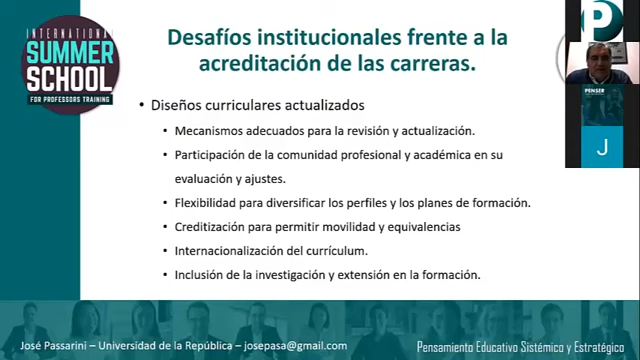 INTERNATIONAL
SUMMER
SCHOOL
FOR PROFESSORS TRAINING
Desafíos institucionales frente a la
acreditación de las carreras.
• Diseños curriculares actualizados
• Mecanismos adecuados para la revisión y actualización.
• Participación de la comunidad profesional y académica en su
evaluación y ajustes.
• Flexibilidad para diversificar los perfiles y los planes de formación.
• Creditización para permitir movilidad y equivalencias
• Internacionalización del currículum.
• Inclusión de la investigación y extensión en la formación.
P
PENSER
J
José Passarini – Universidad de la República – josepasa@gmail.com
Pensamiento Educativo Sistémico y Estratégico